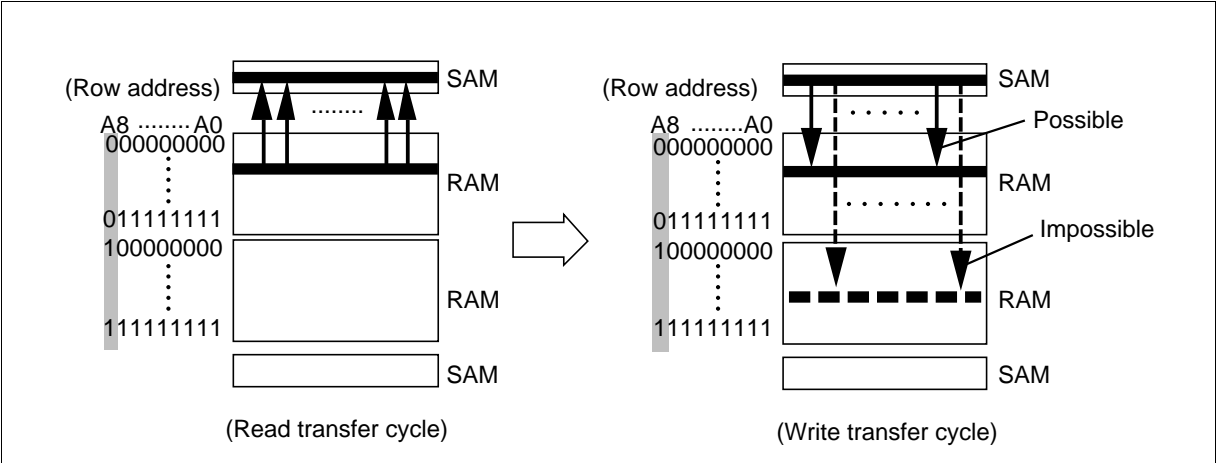 SAM
(Row address)
A8 ........ A0
000000000
RAM
011111111
100000000
RAM
111111111
SAM
(Read transfer cycle)
SAM
(Row address)
A8 ........A0
Possible
000000000
RAM
011111111
Impossible
100000000
RAM
111111111
SAM
(Write transfer cycle)